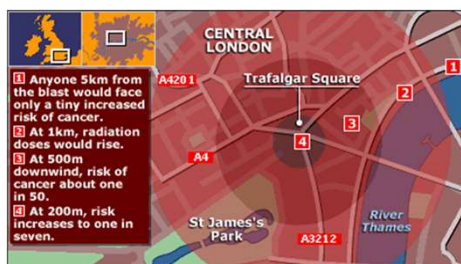 CENTRAL
LONDON
Trafalgar Square
A4201
A4
1
2
3
4
St James's
Park
A3212
River
Thames
1 Anyone 5km from
the blast would face
only a tiny increased
risk of cancer.
2 At 1km, radiation
doses would rise.
3 At 500m
downwind, risk of
cancer about one
in 50.
4 At 200m, risk
increases to one in
seven.